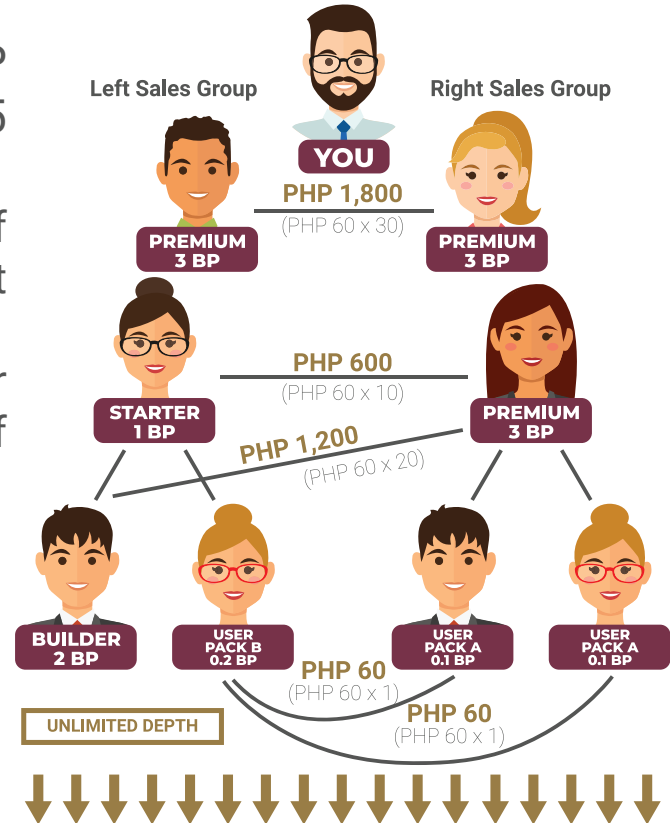 Left Sales Group
Right Sales Group
YOU
PHP 1,800
(PHP 60 x 30)
PREMIUM
3 BP
PREMIUM
3 BP
PHP 600
(PHP 60 x 10)
STARTER
1 BP
PREMIUM
3 BP
PHP 1,200
(PHP 60 x 20)
BUILDER
2 BP
USER
PACK B
0.2 BP
USER
PACK A
0.1 BP
USER
PACK A
0.1 BP
PHP 60
(PHP 60 x 1)
PHP 60
(PHP 60 x 1)
UNLIMITED DEPTH